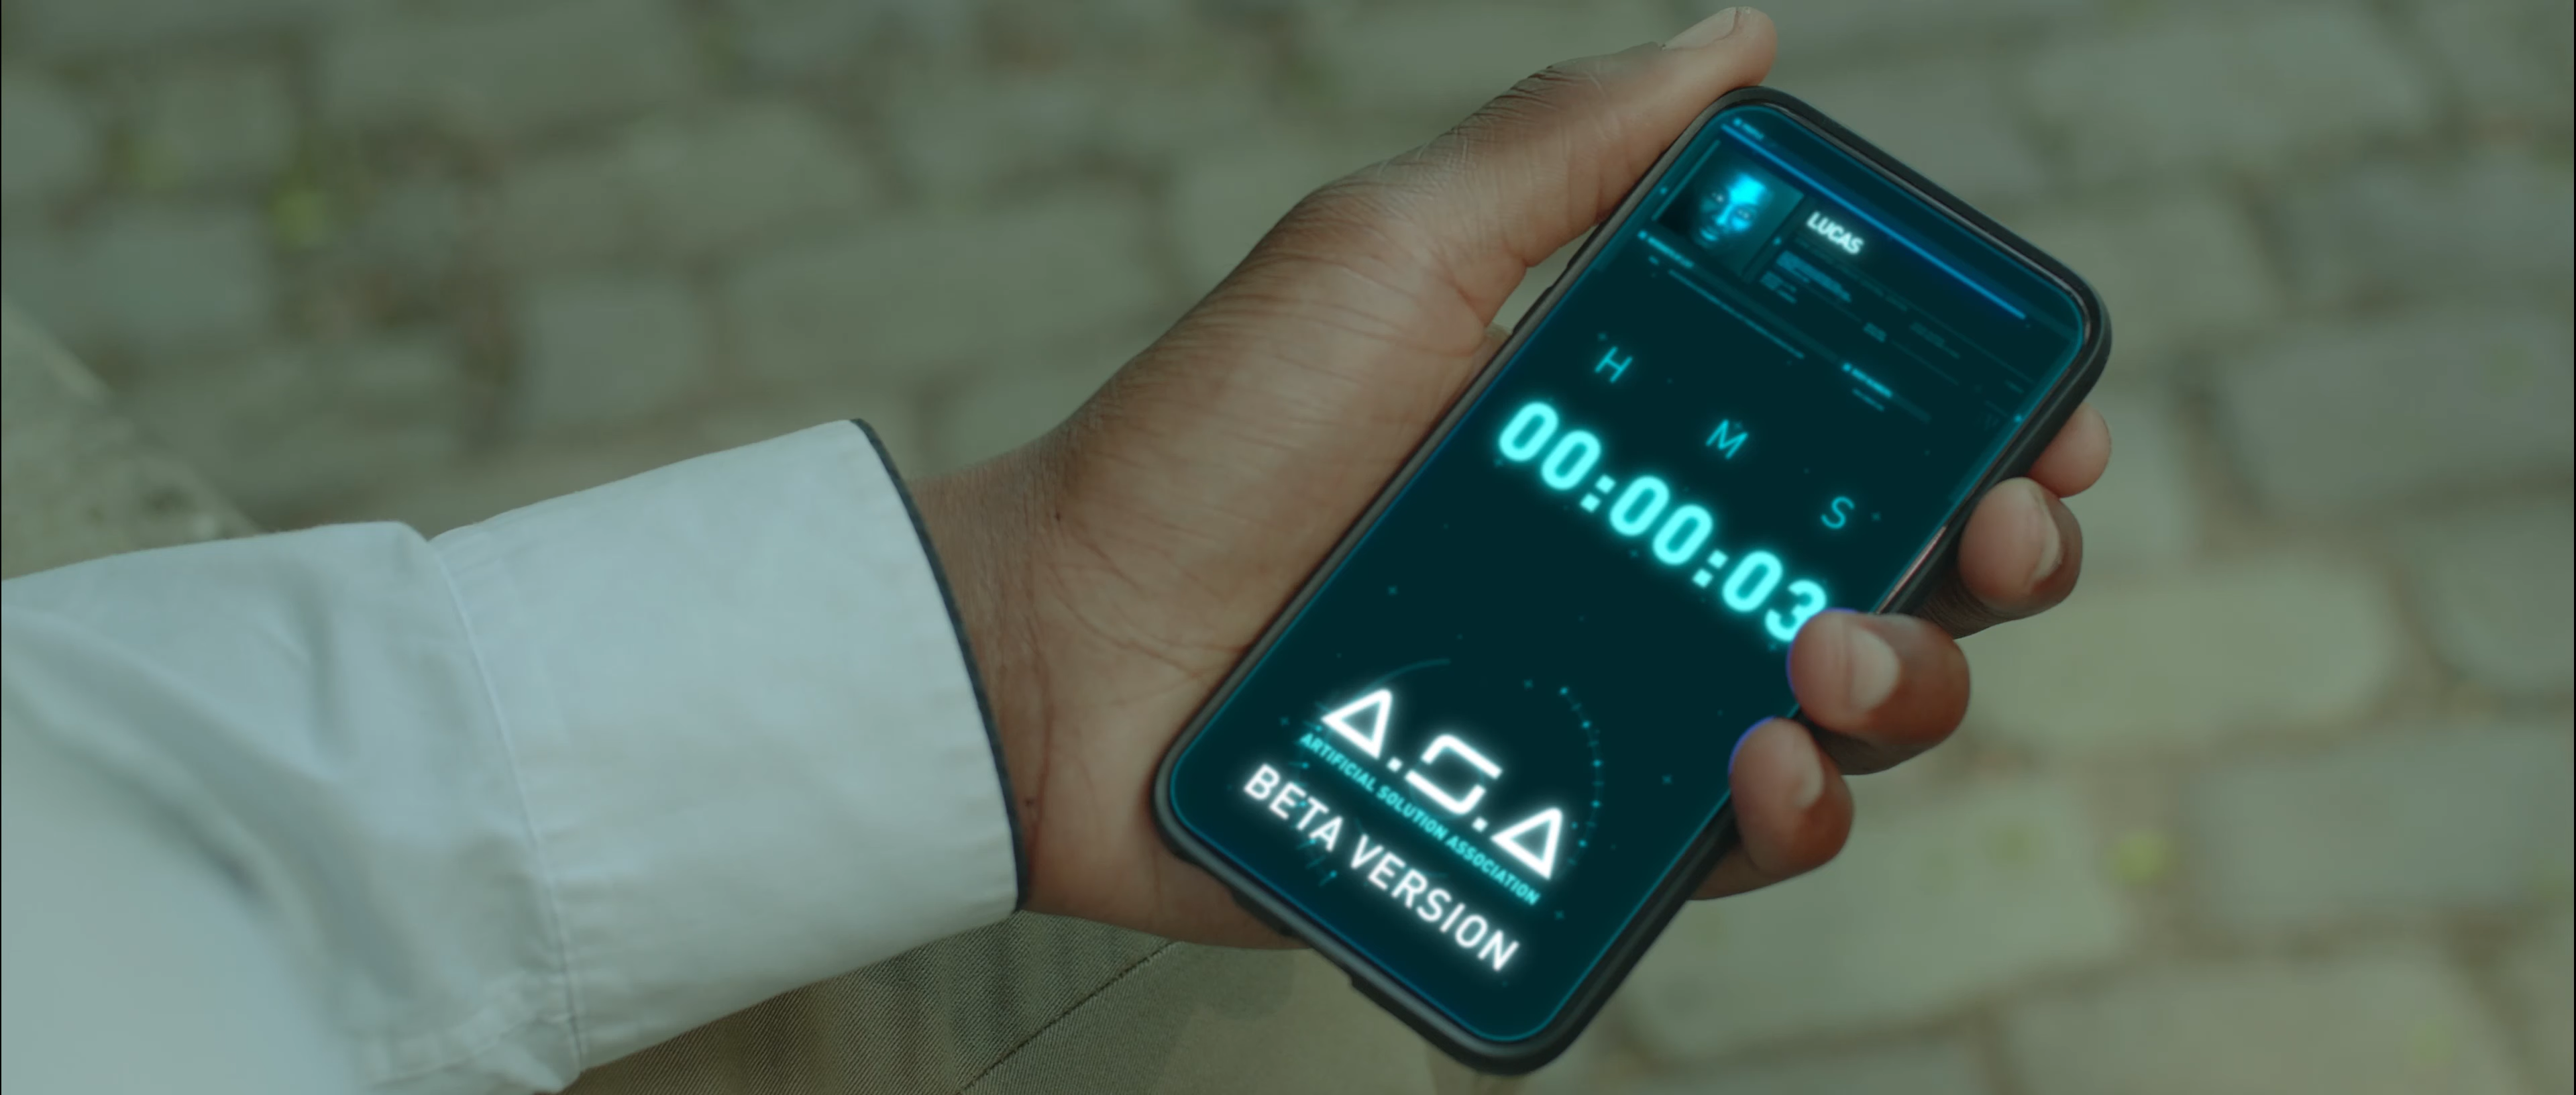 LUCAS
H M S
00:00:03
A.S.A
ARTIFICIAL SOLUTION ASSOCIATION
BETA VERSION